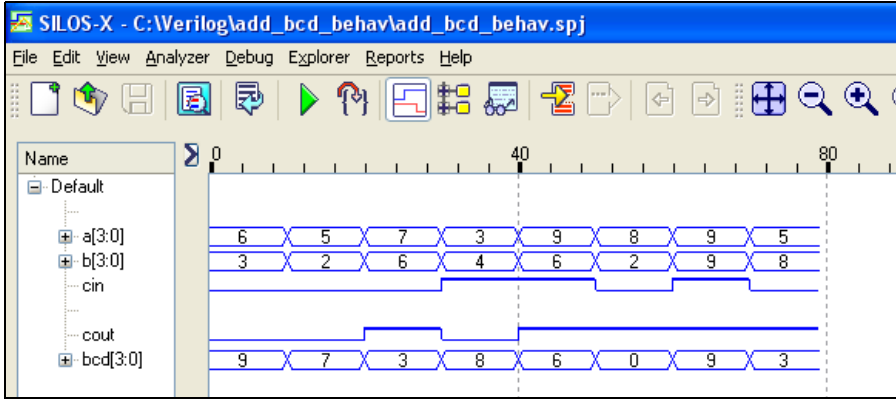 SILOS-X - C:\Verilog\add_bcd_behav\add_bcd_behav.spj
File Edit View Analyzer Debug Explorer Reports Help
Name 0 40 80
Default
a[3:0] 6 5 7 3 9 8 9 5
b[3:0] 3 2 6 4 6 2 9 8
cin
cout
bcd[3:0] 9 7 3 8 6 0 9 3